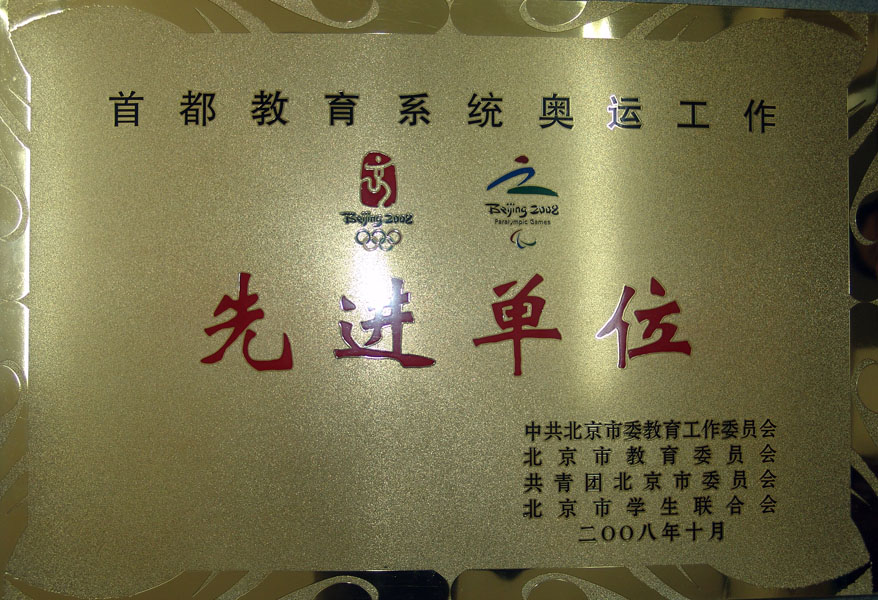 首都教育系统奥运工作
Beijing 2008
Beijing 2008
Paralympic Games
先进单位
中共北京市委教育工作委员会
北京市教育委员会
共青团北京市委员会
北京市学生联合会
二〇〇八年十月